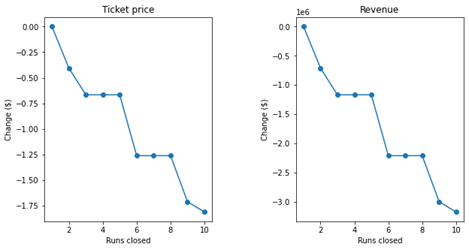 Ticket price
0.00
−0.25
−0.50
−0.75
−1.00
−1.25
−1.50
−1.75
Change ($)
2 4 6 8 10
Runs closed
Revenue
1e6
0.0
−0.5
−1.0
−1.5
−2.0
−2.5
−3.0
Change ($)
2 4 6 8 10
Runs closed